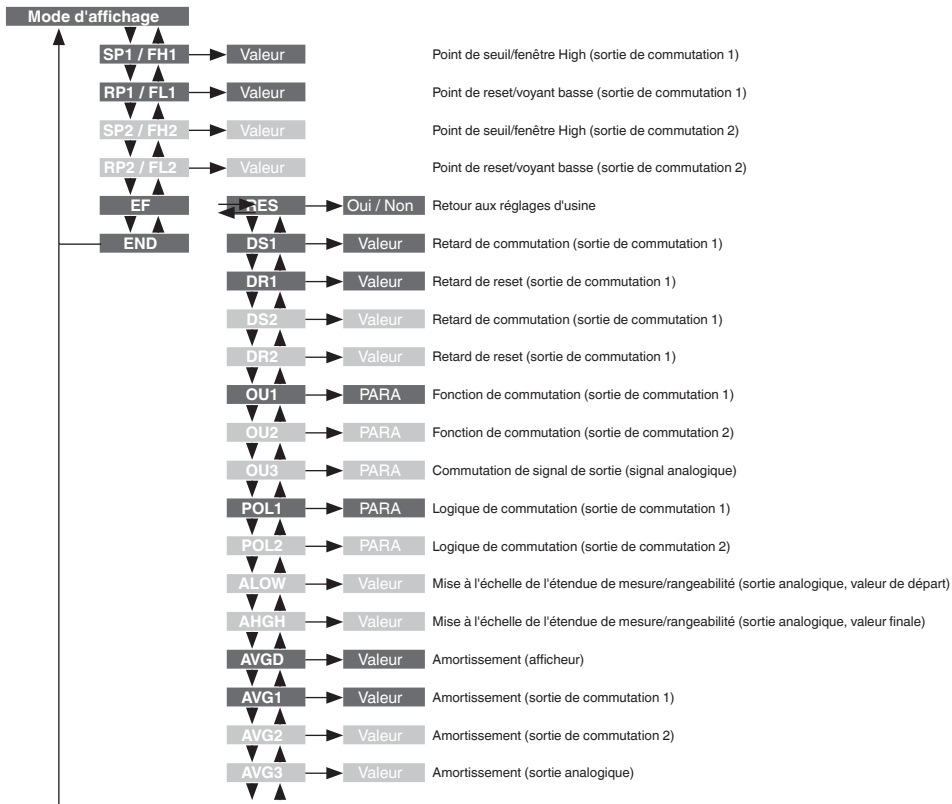 Mode d'affichage
SP1 / FH1 Valeur Point de seuil/fenêtre High (sortie de commutation 1)
RP1 / FL1 Valeur Point de reset/voyant basse (sortie de commutation 1)
SP2 / FH2 Valeur Point de seuil/fenêtre High (sortie de commutation 2)
RP2 / FL2 Valeur Point de reset/voyant basse (sortie de commutation 2)
EF RES Oui / Non Retour aux réglages d'usine
END DS1 Valeur Retard de commutation (sortie de commutation 1)
DR1 Valeur Retard de reset (sortie de commutation 1)
DS2 Valeur Retard de commutation (sortie de commutation 1)
DR2 Valeur Retard de reset (sortie de commutation 1)
OU1 PARA Fonction de commutation (sortie de commutation 1)
OU2 PARA Fonction de commutation (sortie de commutation 2)
OU3 PARA Commutation de signal de sortie (signal analogique)
POL1 PARA Logique de commutation (sortie de commutation 1)
POL2 PARA Logique de commutation (sortie de commutation 2)
ALOW Valeur Mise à l'échelle de l'étendue de mesure/rangeabilité (sortie analogique, valeur de départ)
AHGH Valeur Mise à l'échelle de l'étendue de mesure/rangeabilité (sortie analogique, valeur finale)
AVGD Valeur Amortissement (afficheur)
AVG1 Valeur Amortissement (sortie de commutation 1)
AVG2 Valeur Amortissement (sortie de commutation 2)
AVG3 Valeur Amortissement (sortie analogique)